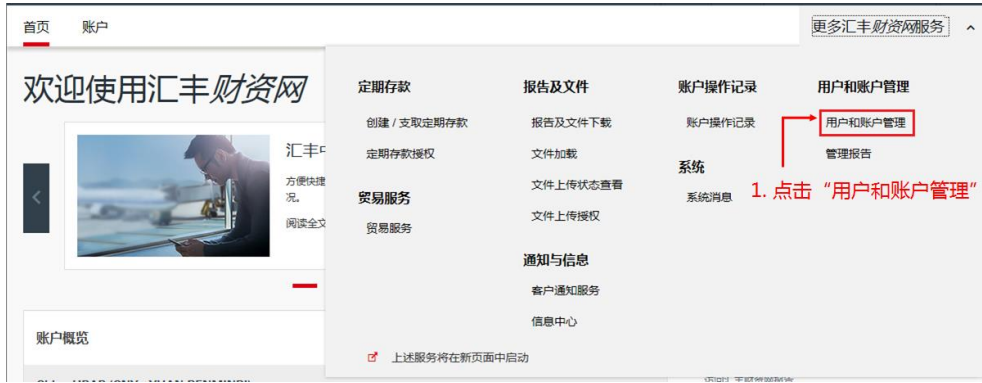 首页 账户 更多汇丰财资网服务
欢迎使用汇丰财资网
汇丰
方便快捷
况。
阅读全文
账户概览
定期存款
创建 / 支取定期存款
定期存款授权
贸易服务
贸易服务
报告及文件
报告及文件下载
文件加载
文件上传状态查看
文件上传授权
通知与信息
客户通知服务
信息中心
账户操作记录
账户操作记录
系统
系统消息
用户和账户管理
用户和账户管理
管理报告
1. 点击“用户和账户管理”
上述服务将在新页面中启动